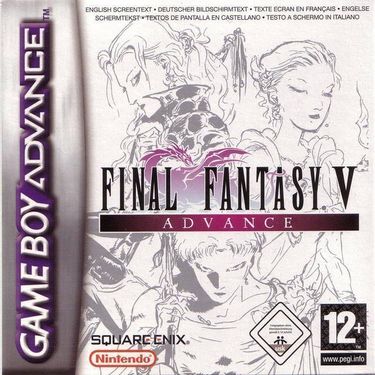 ENGLISH SCREENTEXT • DEUTSCHER BILDSCHIRMTEXT • TEXTE ECRAN EN FRANÇAIS • ENGELSE
SCHERMTEKST • TEXTOS DE PANTALLA EN CASTELLANO • TESTO A SCHERMO IN ITALIANO
GAME BOY ADVANCE™
FINAL FANTASY V
ADVANCE
SQUARE ENIX
Nintendo
12+
www.pegi.info